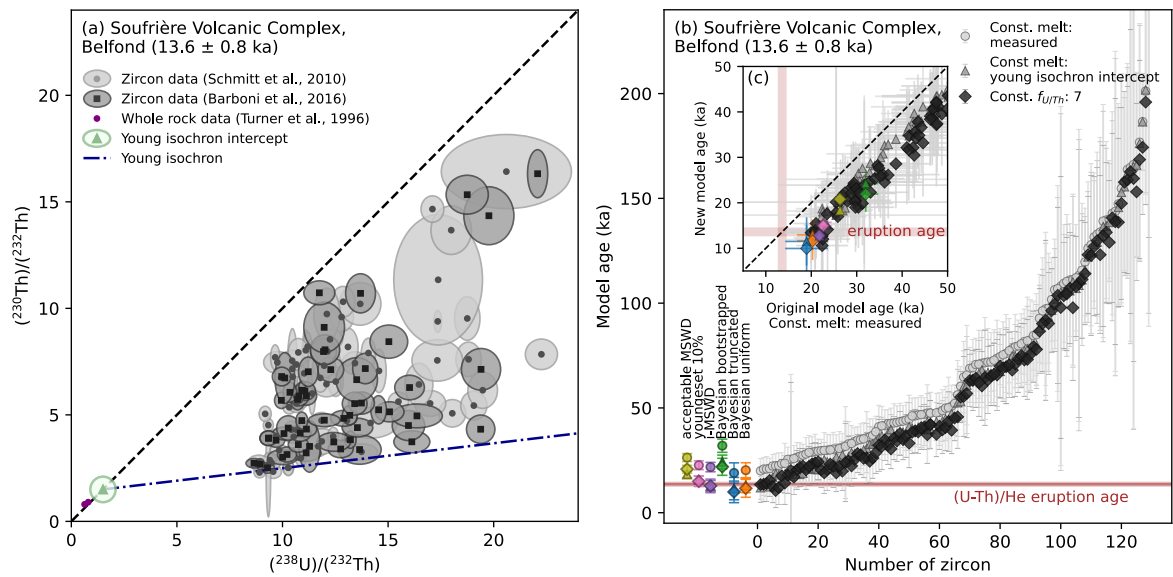 (a) Soufrière Volcanic Complex,
Belfond (13.6 ± 0.8 ka)
Zircon data (Schmitt et al., 2010)
Zircon data (Barboni et al., 2016)
Whole rock data (Turner et al., 1996)
Young isochron intercept
Young isochron
(²³⁰Th)/(²³²Th)
20
15
10
5
0
0
5
10
15
20
(²³⁸U)/(²³²Th)
(b) Soufrière Volcanic Complex,
Belfond (13.6 ± 0.8 ka)
Const. melt:
measured
Const melt:
young isochron intercept
Const. f_{U/Th}: 7
Model age (ka)
200
150
100
50
0
0
20
40
60
80
100
120
Number of zircon
acceptable MSWD
youngeset 10%
I-MSWD
Bayesian bootstrapped
Bayesian truncated
Bayesian uniform
(U-Th)/He eruption age
(c)
New model age (ka)
50
40
30
20
10
eruption age
10
20
30
40
50
Original model age (ka)
Const. melt: measured